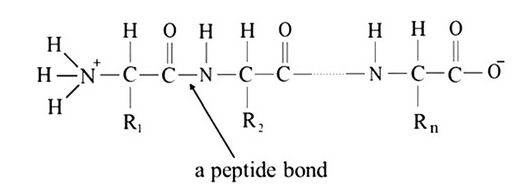 H H O H H O H H O
H H—N⁺—C—C—N—C—C ........ N—C—C—O⁻
H R₁ R₂ Rₙ
a peptide bond